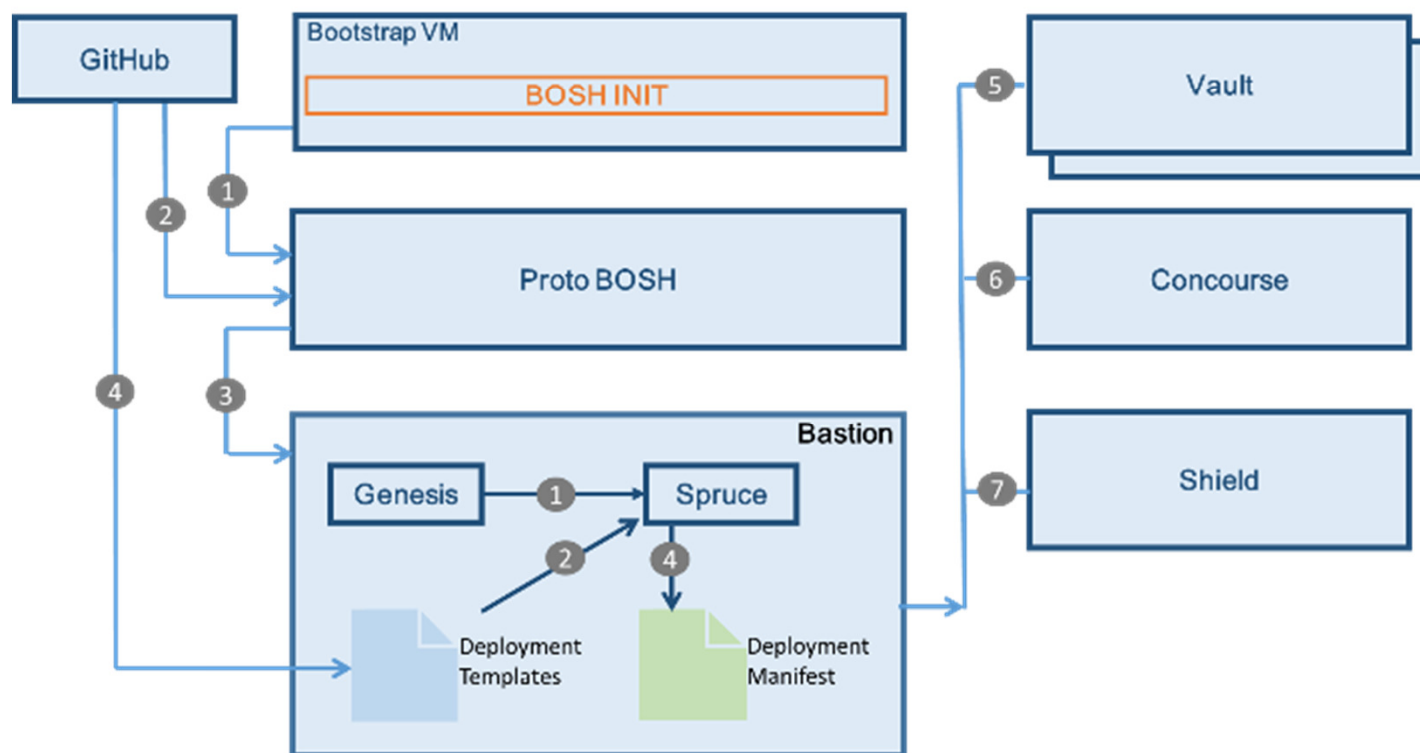 GitHub
Bootstrap VM
BOSH INIT
1
2
Proto BOSH
3
4
Bastion
Genesis
1
Spruce
2
4
Deployment
Templates
Deployment
Manifest
5
Vault
6
Concourse
7
Shield